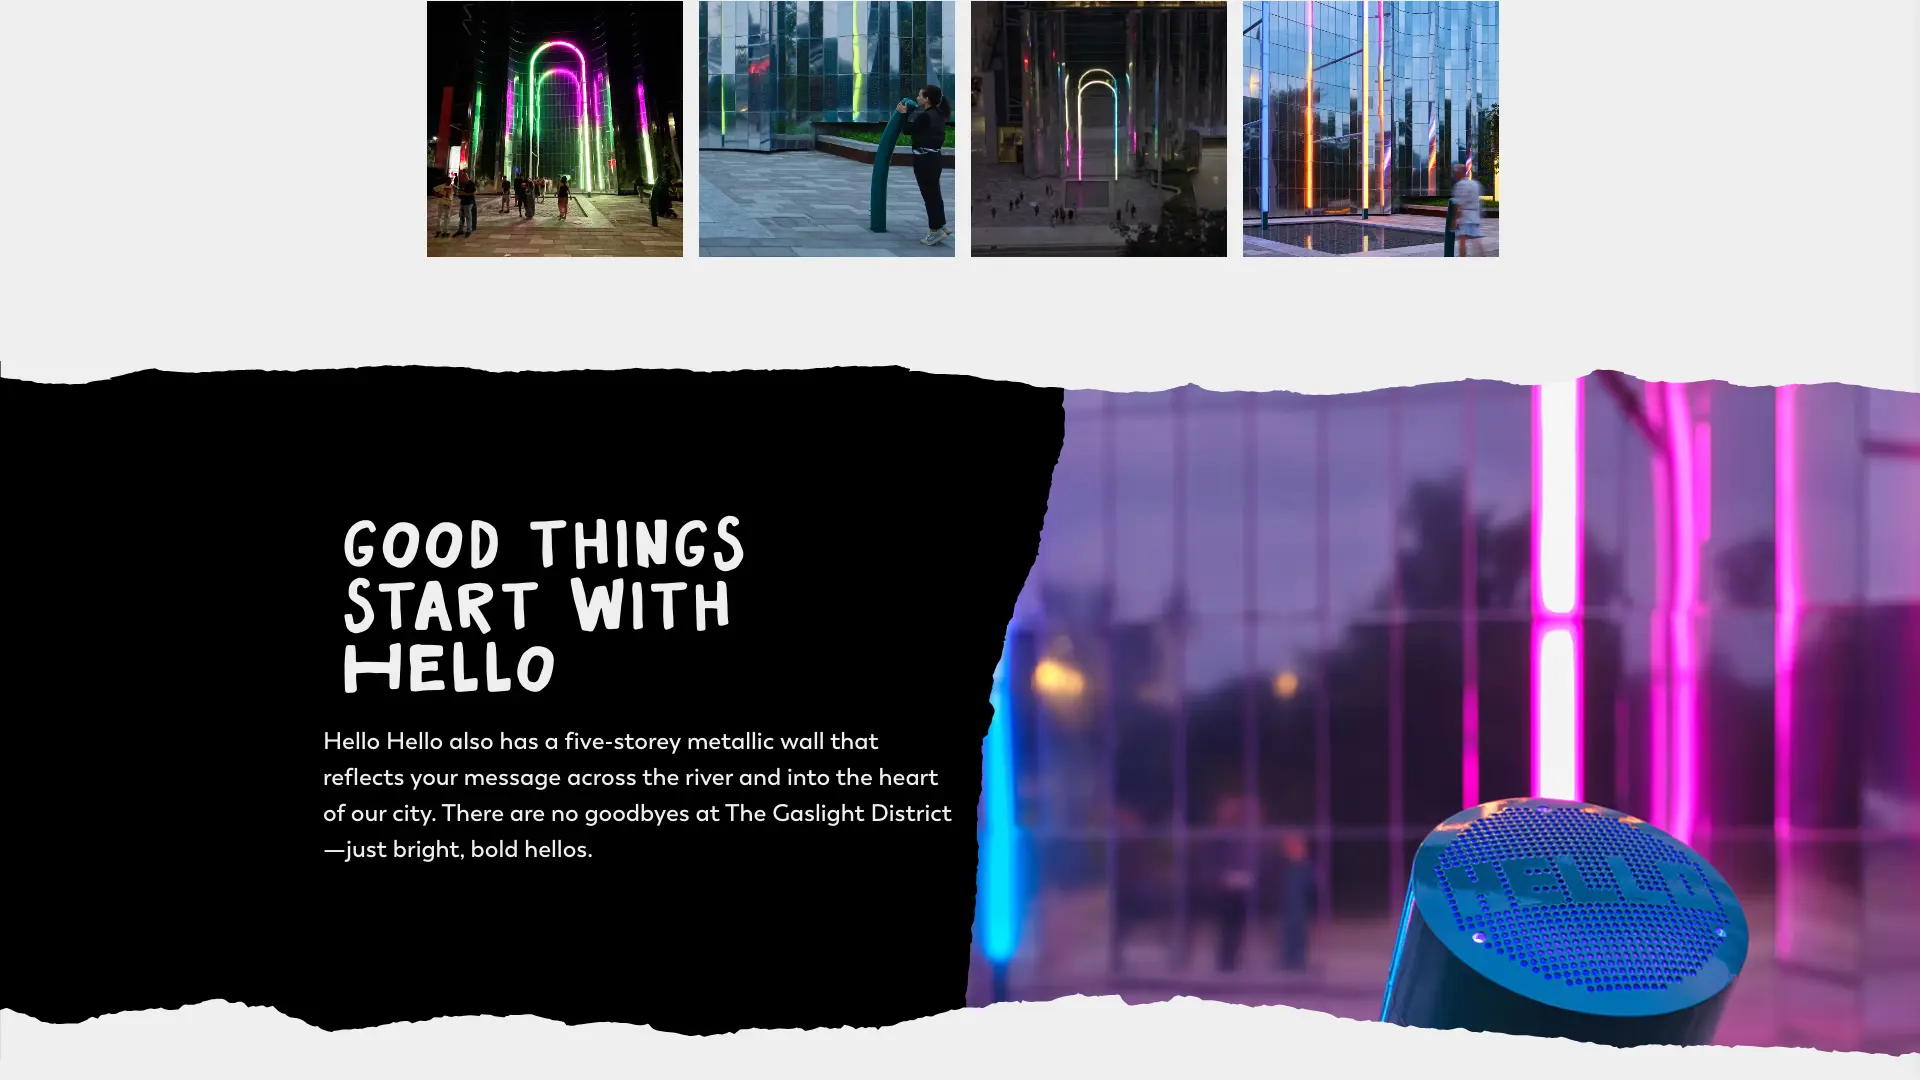 GOOD THINGS
START WITH
HELLO
Hello Hello also has a five-storey metallic wall that
reflects your message across the river and into the heart
of our city. There are no goodbyes at The Gaslight District
—just bright, bold hellos.
HELLO